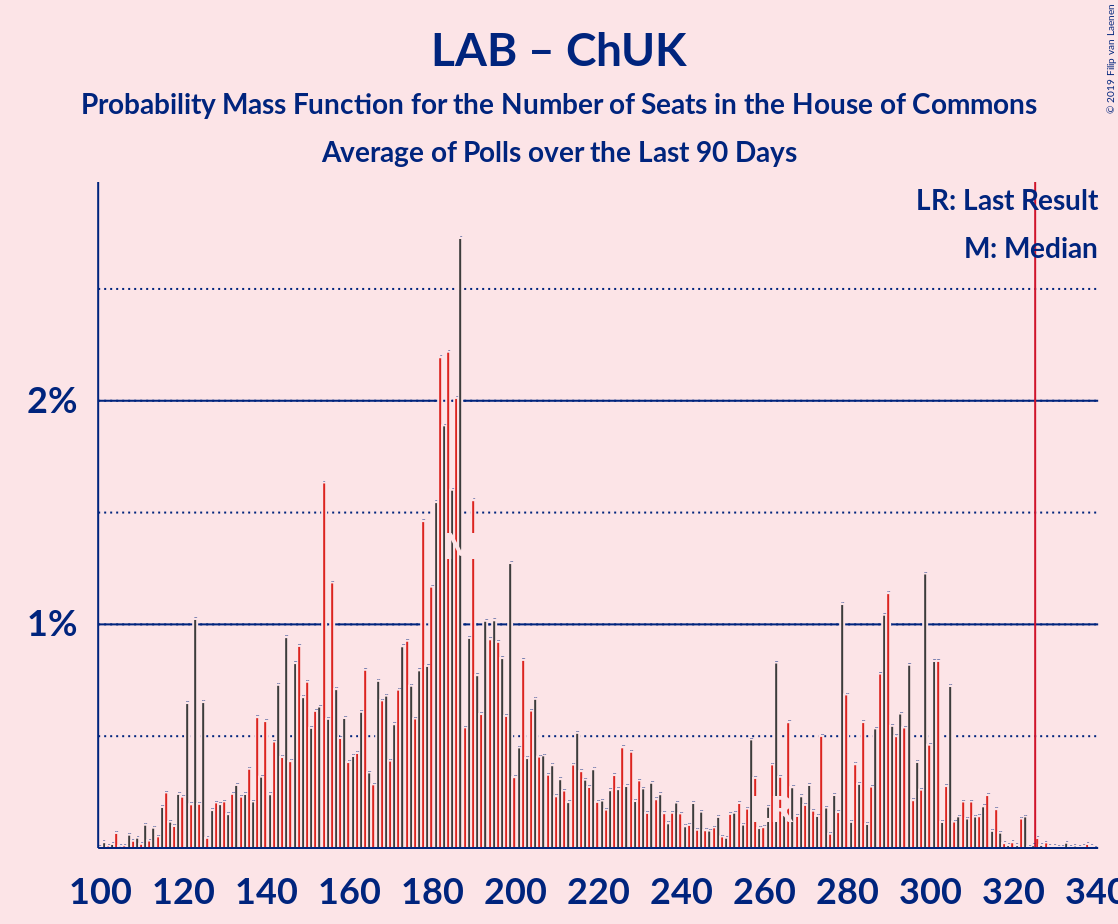 LAB – ChUK
Probability Mass Function for the Number of Seats in the House of Commons
Average of Polls over the Last 90 Days
© 2019 Filip van Laenen
LR: Last Result
M: Median
2%
1%
100 120 140 160 180 200 220 240 260 280 300 320 340